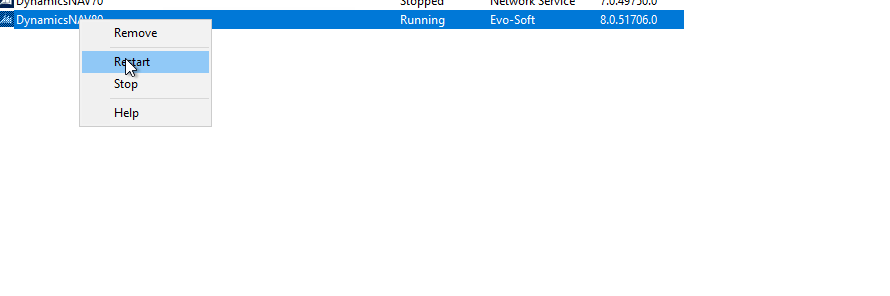 DynamicsNAV70 Stopped Network Service 7.0.49750.0
DynamicsNAV80 Running Evo-Soft 8.0.51706.0
Remove
Restart
Stop
Help